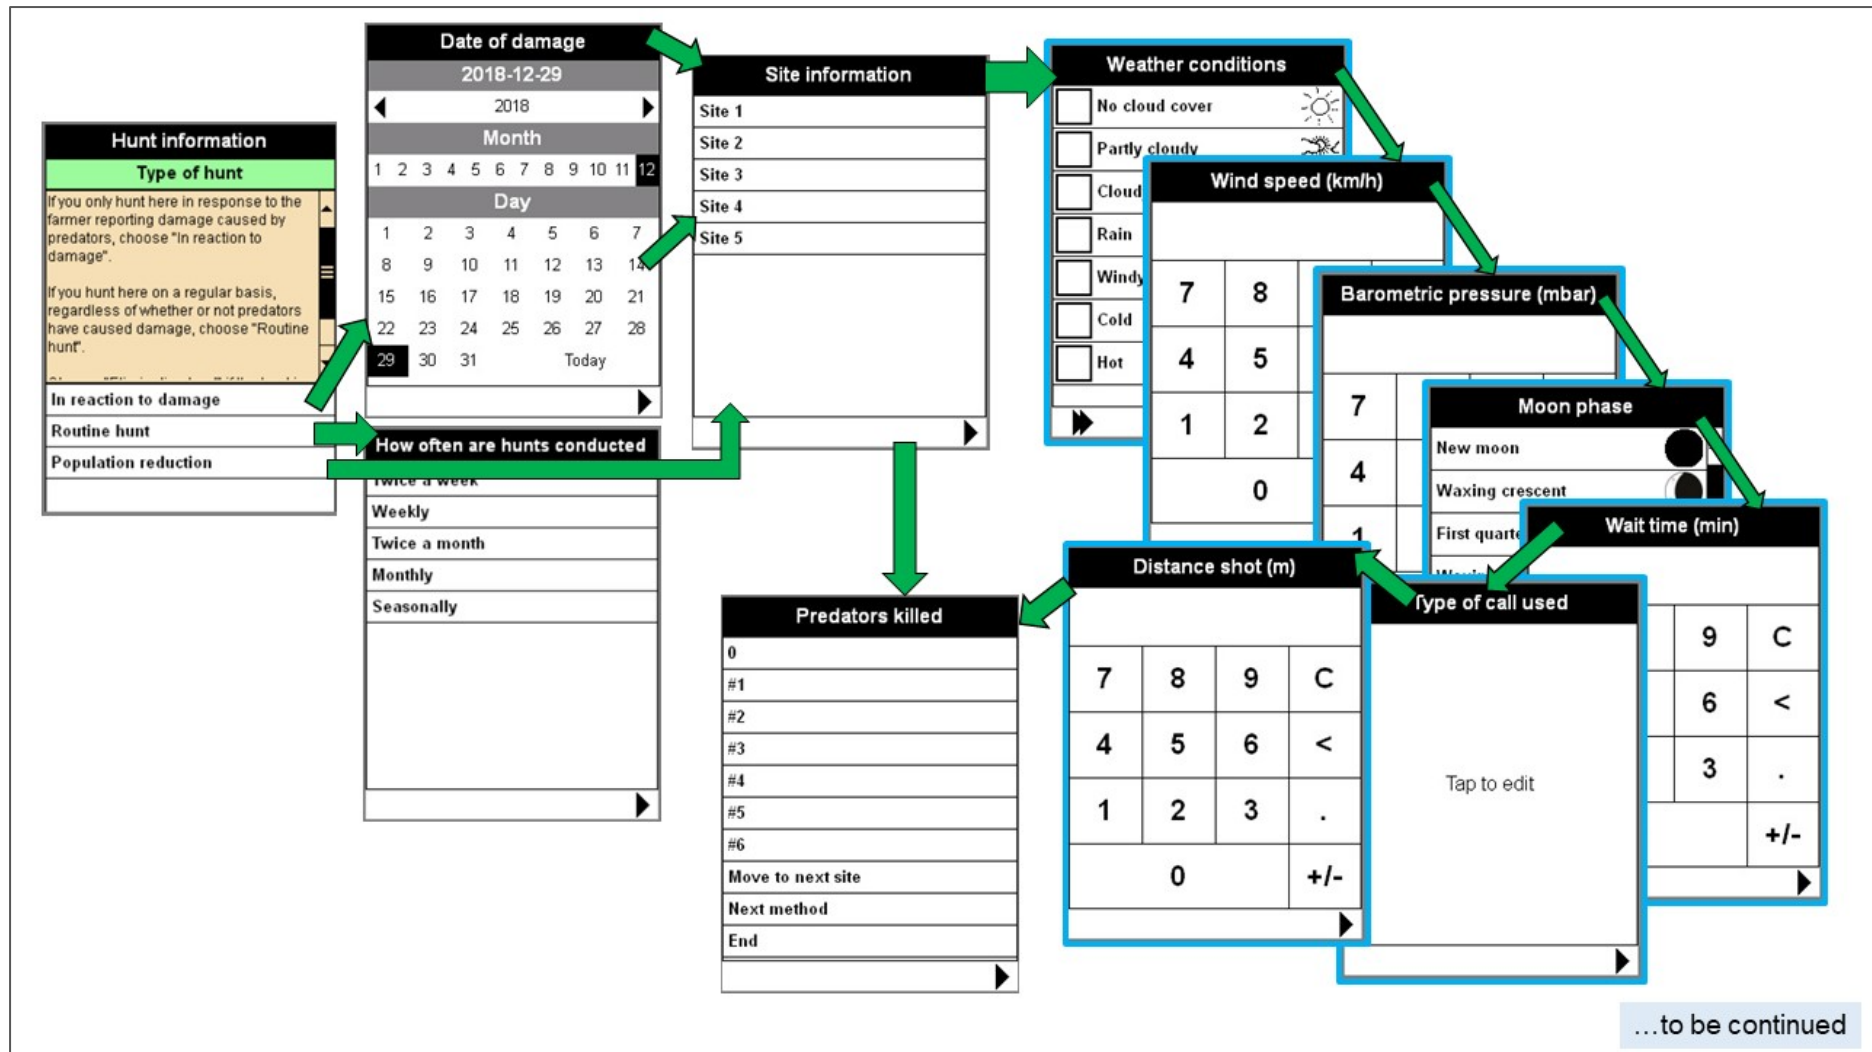 Hunt information
Type of hunt
If you only hunt here in response to the
farmer reporting damage caused by
predators, choose "In reaction to
damage".
If you hunt here on a regular basis,
regardless of whether or not predators
have caused damage, choose "Routine
hunt".
In reaction to damage
Routine hunt
Population reduction
Date of damage
2018-12-29
2018
Month
1 2 3 4 5 6 7 8 9 10 11 12
Day
1 2 3 4 5 6 7
8 9 10 11 12 13 14
15 16 17 18 19 20 21
22 23 24 25 26 27 28
29 30 31 Today
How often are hunts conducted
Twice a week
Weekly
Twice a month
Monthly
Seasonally
Site information
Site 1
Site 2
Site 3
Site 4
Site 5
Weather conditions
No cloud cover
Partly cloudy
Cloud
Rain
Windy
Cold
Hot
Wind speed (km/h)
7 8
4 5
1 2
0
Barometric pressure (mbar)
7
4
1
Moon phase
New moon
Waxing crescent
First quarte
Wait time (min)
9 C
6 <
3 .
+/-
Type of call used
Tap to edit
Distance shot (m)
7 8 9 C
4 5 6 <
1 2 3 .
0 +/-
Predators killed
0
#1
#2
#3
#4
#5
#6
Move to next site
Next method
End
...to be continued